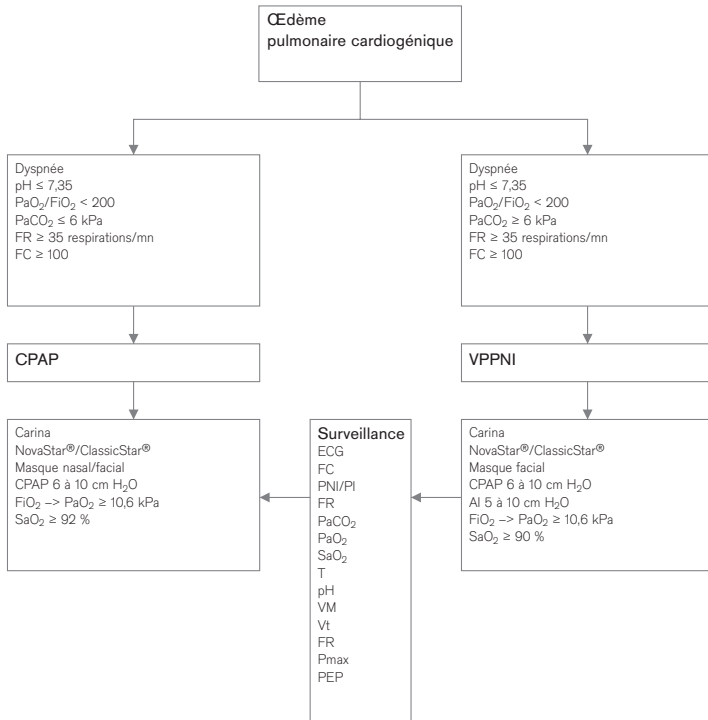 Œdème
pulmonaire cardiogénique
Dyspnée
pH ≤ 7,35
PaO₂/FiO₂ < 200
PaCO₂ ≤ 6 kPa
FR ≥ 35 respirations/mn
FC ≥ 100
Dyspnée
pH ≤ 7,35
PaO₂/FiO₂ < 200
PaCO₂ ≥ 6 kPa
FR ≥ 35 respirations/mn
FC ≥ 100
CPAP
VPPNI
Carina
NovaStar®/ClassicStar®
Masque nasal/facial
CPAP 6 à 10 cm H₂O
FiO₂ –> PaO₂ ≥ 10,6 kPa
SaO₂ ≥ 92 %
Surveillance
ECG
FC
PNI/PI
FR
PaCO₂
PaO₂
SaO₂
T
pH
VM
Vt
FR
Pmax
PEP
Carina
NovaStar®/ClassicStar®
Masque facial
CPAP 6 à 10 cm H₂O
AI 5 à 10 cm H₂O
FiO₂ –> PaO₂ ≥ 10,6 kPa
SaO₂ ≥ 90 %